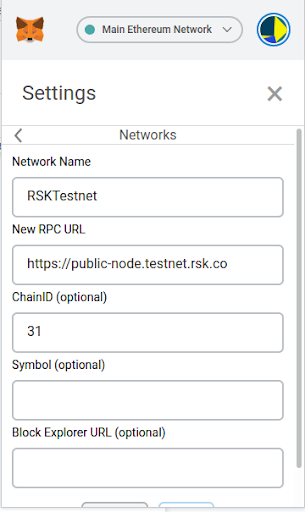 Main Ethereum Network
Settings
Networks
Network Name
RSKTestnet
New RPC URL
https://public-node.testnet.rsk.co
ChainID (optional)
31
Symbol (optional)
Block Explorer URL (optional)